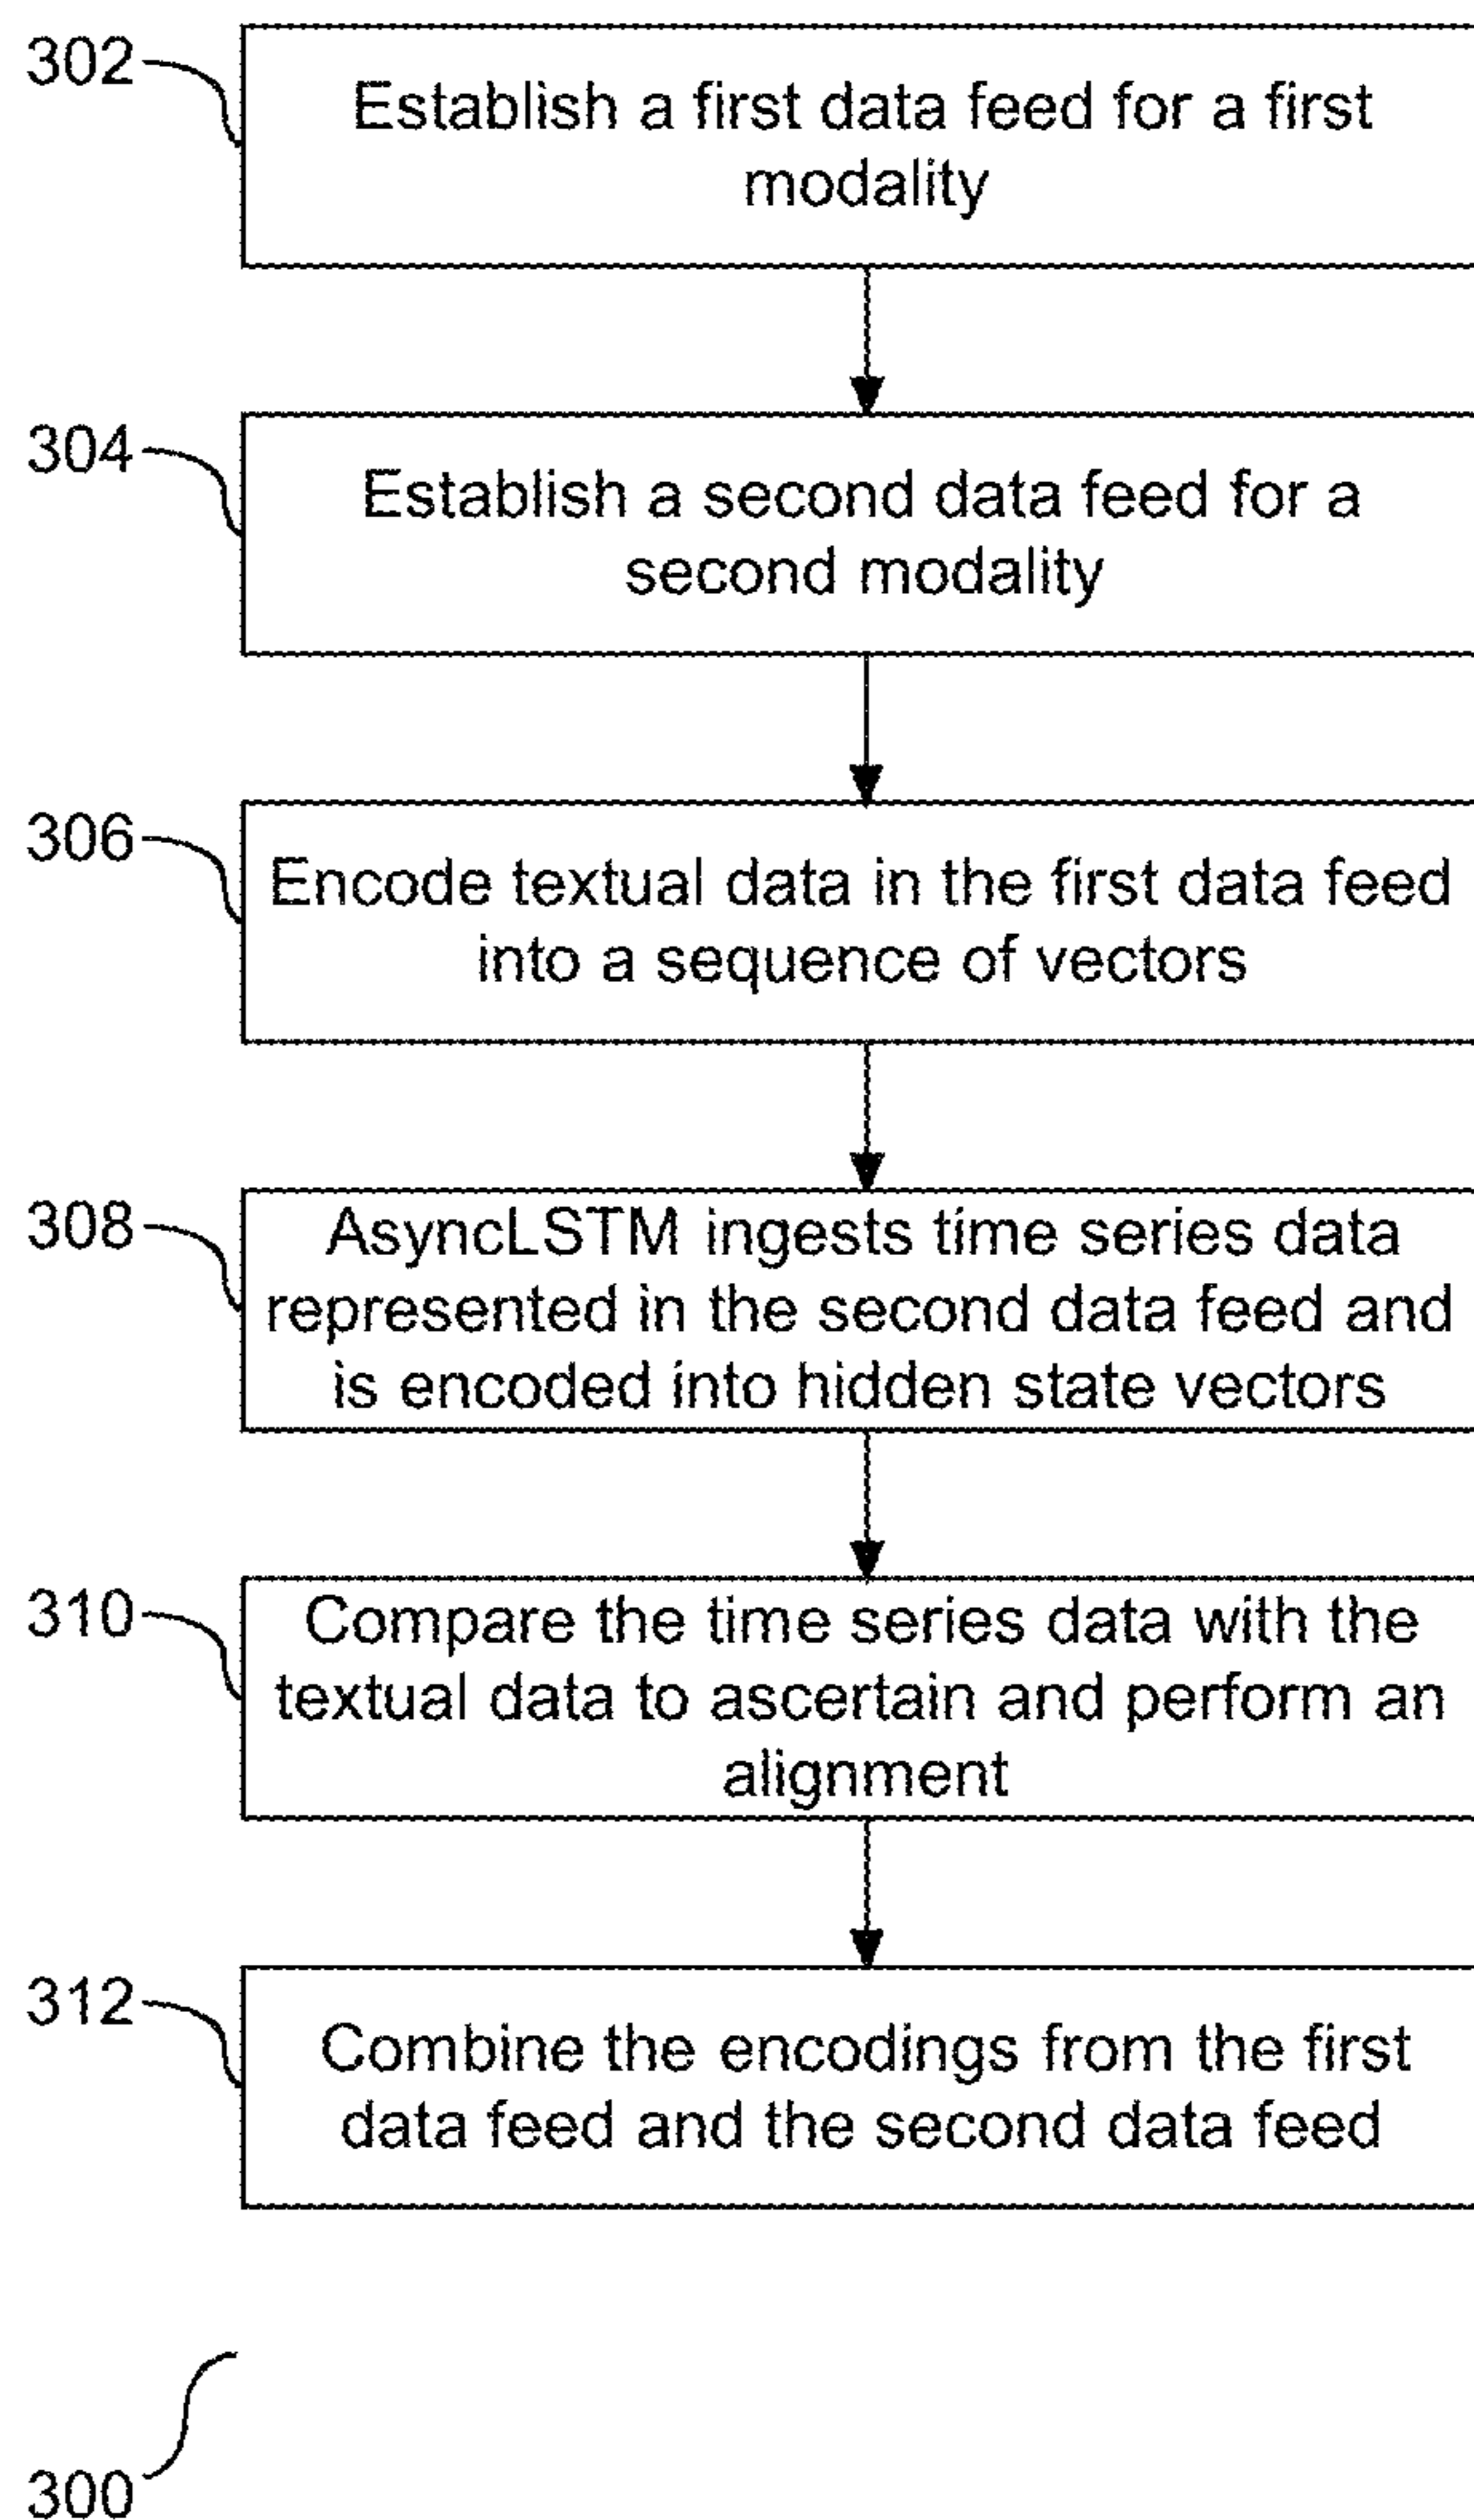 302
Establish a first data feed for a first
modality
304
Establish a second data feed for a
second modality
306
Encode textual data in the first data feed
into a sequence of vectors
308
AsyncLSTM ingests time series data
represented in the second data feed and
is encoded into hidden state vectors
310
Compare the time series data with the
textual data to ascertain and perform an
alignment
312
Combine the encodings from the first
data feed and the second data feed
300